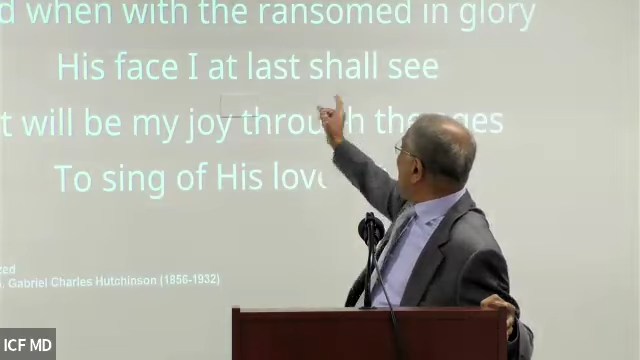 d when with the ransomed in glory
His face I at last shall see
t will be my joy through the ages
To sing of His love
zed
. Gabriel Charles Hutchinson (1856-1932)
ICF MD